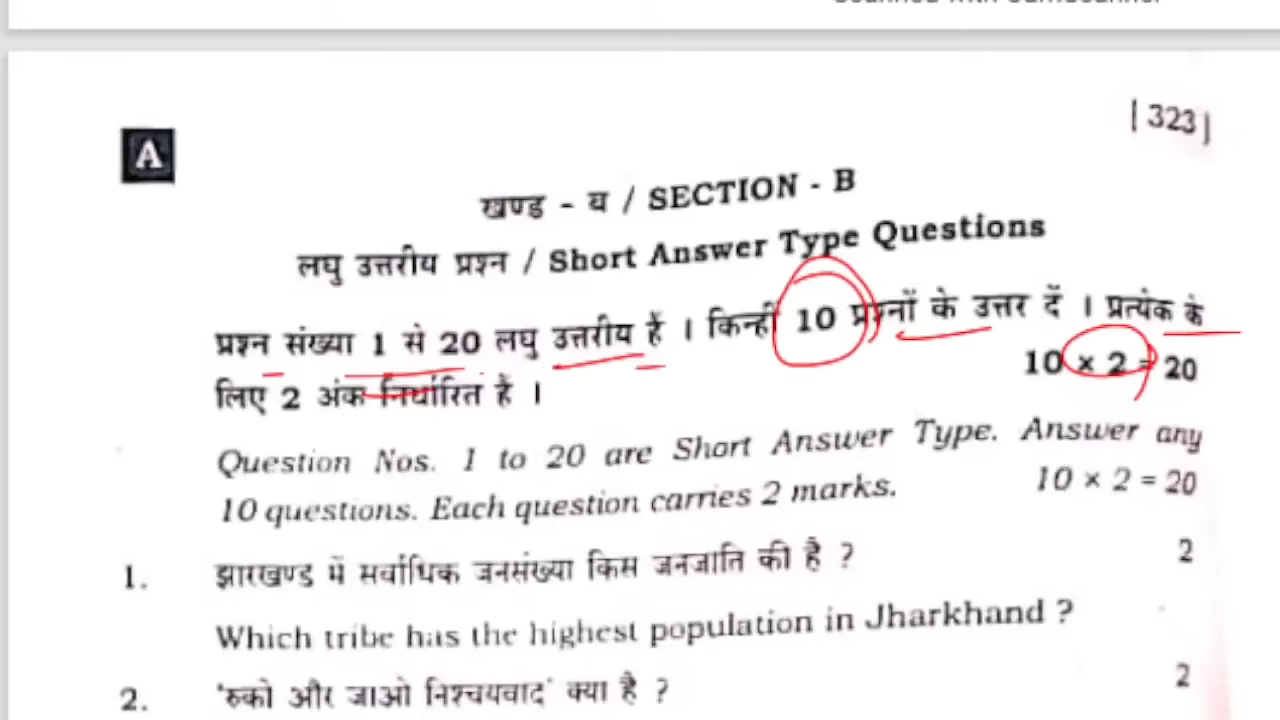 | 323 |
A
खण्ड - ब / SECTION - B
लघु उत्तरीय प्रश्न / Short Answer Type Questions
प्रश्न संख्या 1 से 20 लघु उत्तरीय हैं । किन्हीं 10 प्रश्नों के उत्तर दें । प्रत्येक के
लिए 2 अंक निर्धारित है । 10 × 2 = 20
Question Nos. 1 to 20 are Short Answer Type. Answer any
10 questions. Each question carries 2 marks. 10 × 2 = 20
1. झारखण्ड में सर्वाधिक जनसंख्या किस जनजाति की है ? 2
Which tribe has the highest population in Jharkhand ?
2. 'रुको और जाओ निश्चयवाद' क्या है ? 2